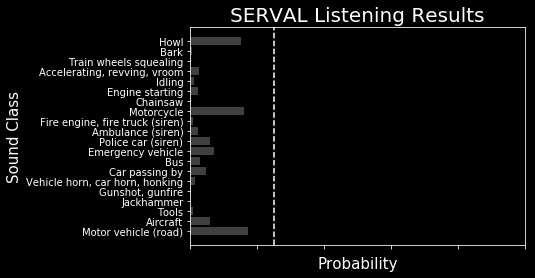 SERVAL Listening Results
Sound Class
Howl
Bark
Train wheels squealing
Accelerating, revving, vroom
Idling
Engine starting
Chainsaw
Motorcycle
Fire engine, fire truck (siren)
Ambulance (siren)
Police car (siren)
Emergency vehicle
Bus
Car passing by
Vehicle horn, car horn, honking
Gunshot, gunfire
Jackhammer
Tools
Aircraft
Motor vehicle (road)
Probability